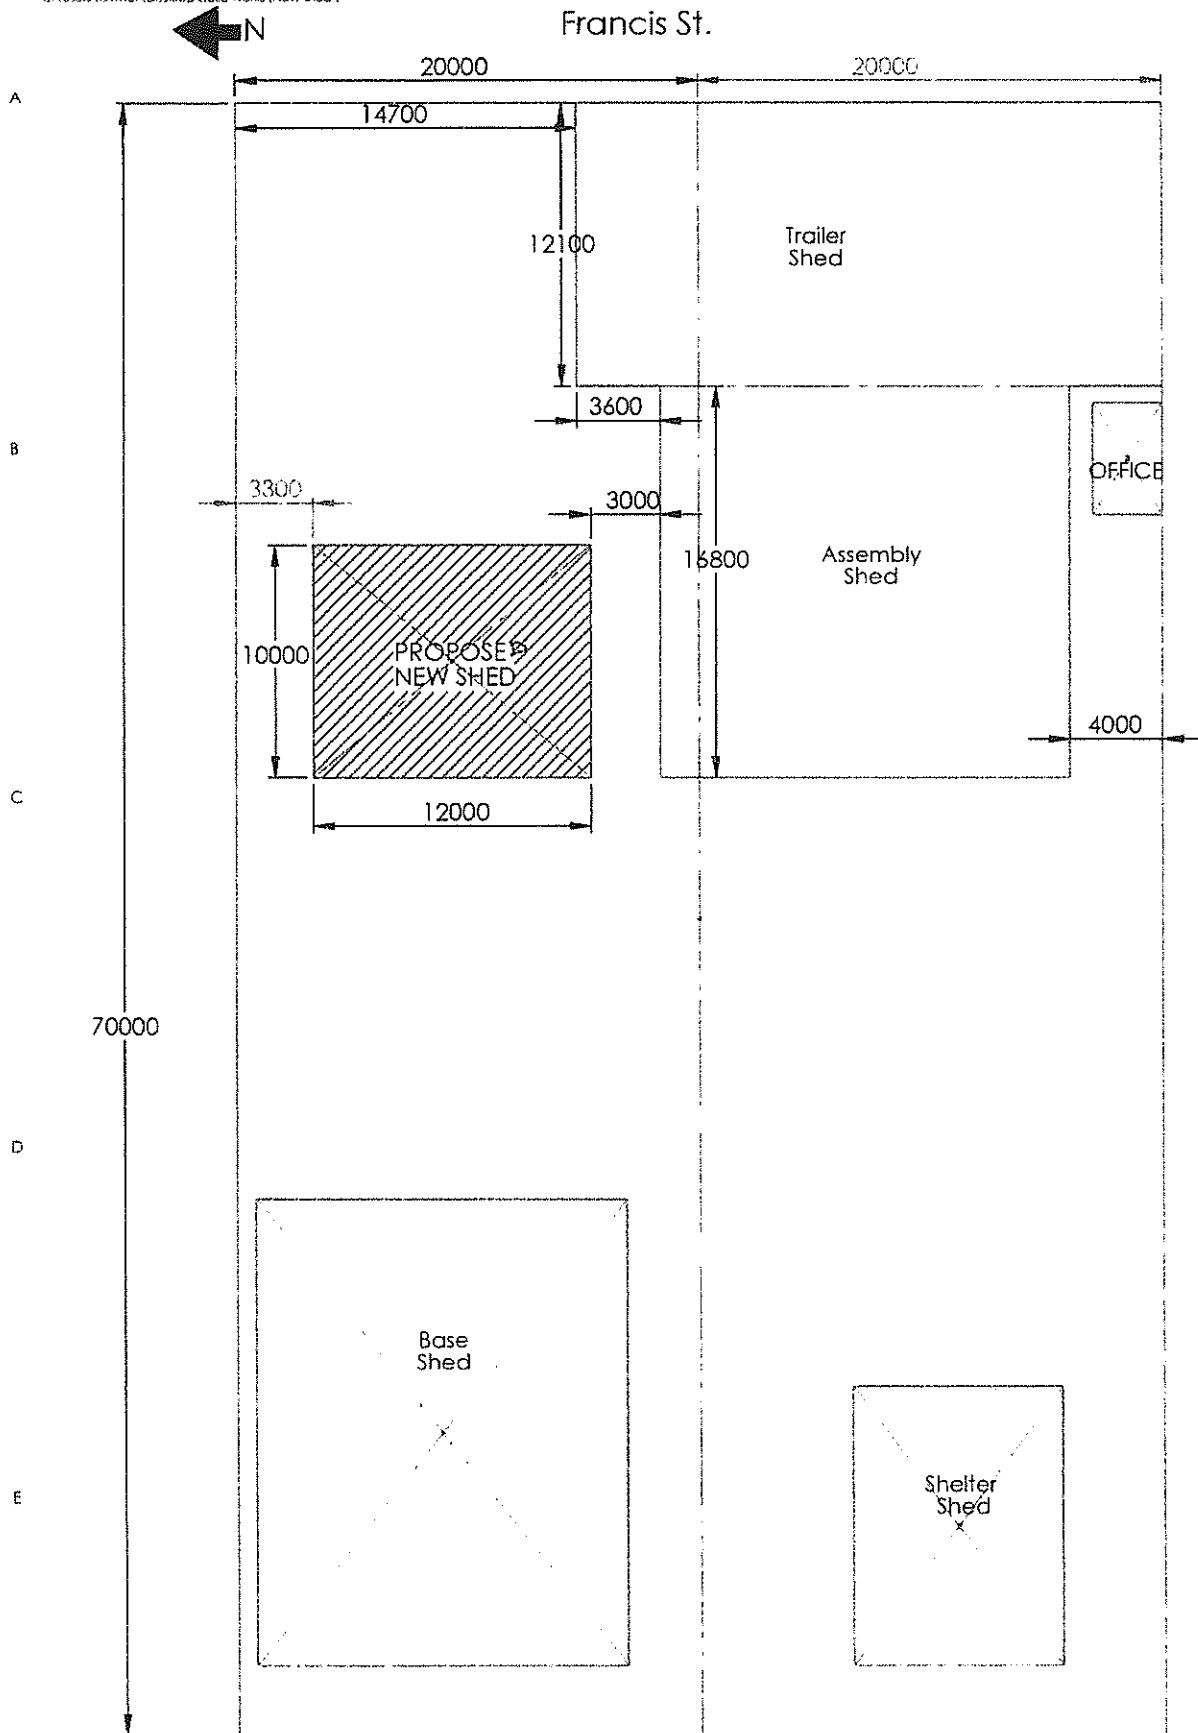 N
Francis St.
20000
20000
A
14700
12100
Trailer
Shed
3600
B
OFFICE
3300
3000
16800
Assembly
Shed
10000
PROPOSED
NEW SHED
4000
C
12000
70000
D
Base
Shed
E
Shelter
Shed